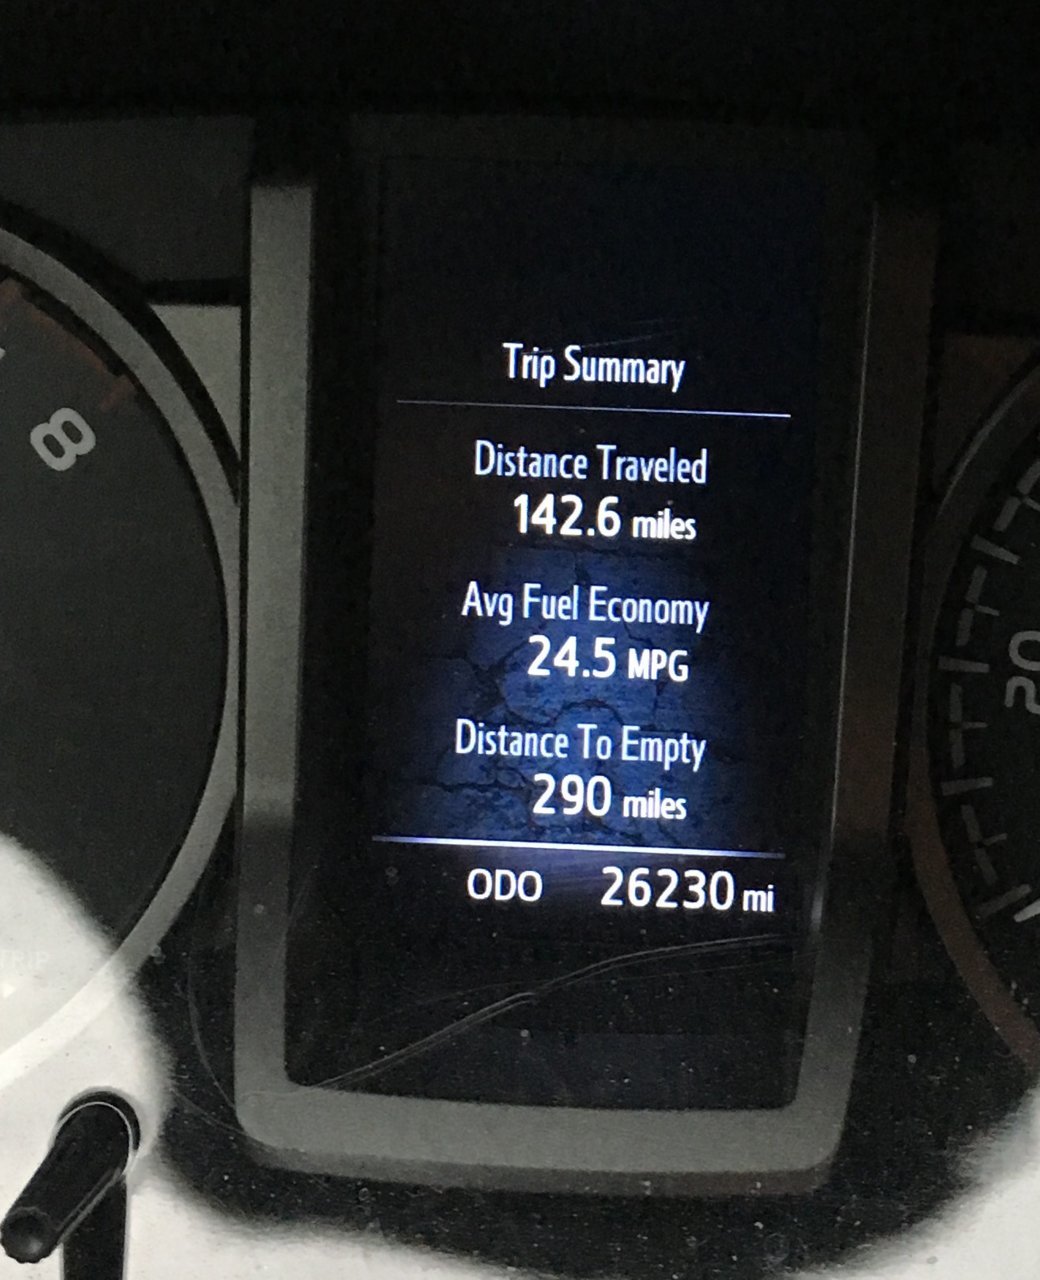 Trip Summary
Distance Traveled
142.6 miles
Avg Fuel Economy
24.5 MPG
Distance To Empty
290 miles
ODO 26230 mi
8
20
TRIP